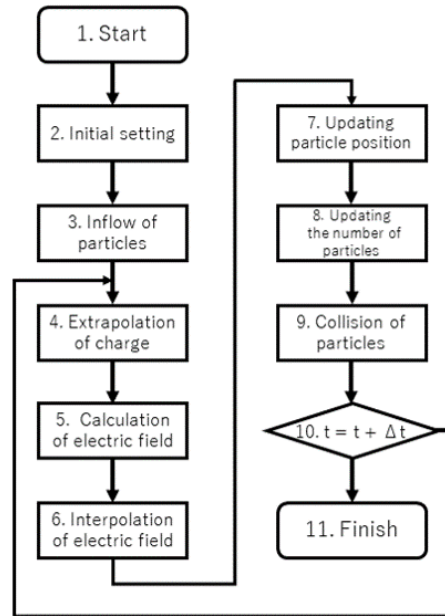 1. Start
2. Initial setting
3. Inflow of
particles
4. Extrapolation
of charge
5. Calculation
of electric field
6. Interpolation
of electric field
7. Updating
particle position
8. Updating
the number of
particles
9. Collision of
particles
10. t = t + Δt
11. Finish